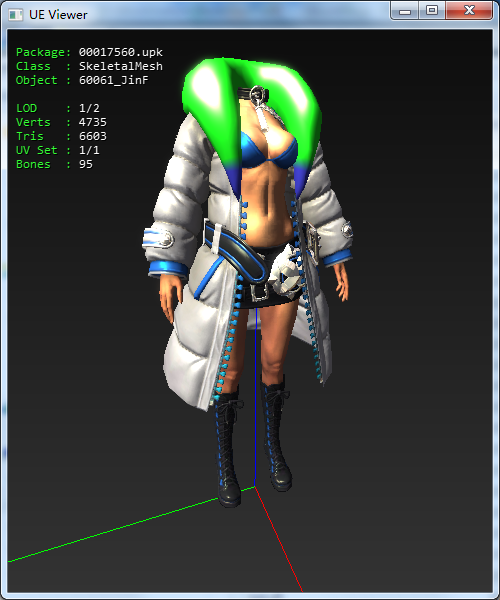 UE Viewer
Package: 00017560.upk
Class : SkeletalMesh
Object : 60061_JinF
LOD : 1/2
Verts : 4735
Tris : 6603
UV Set : 1/1
Bones : 95